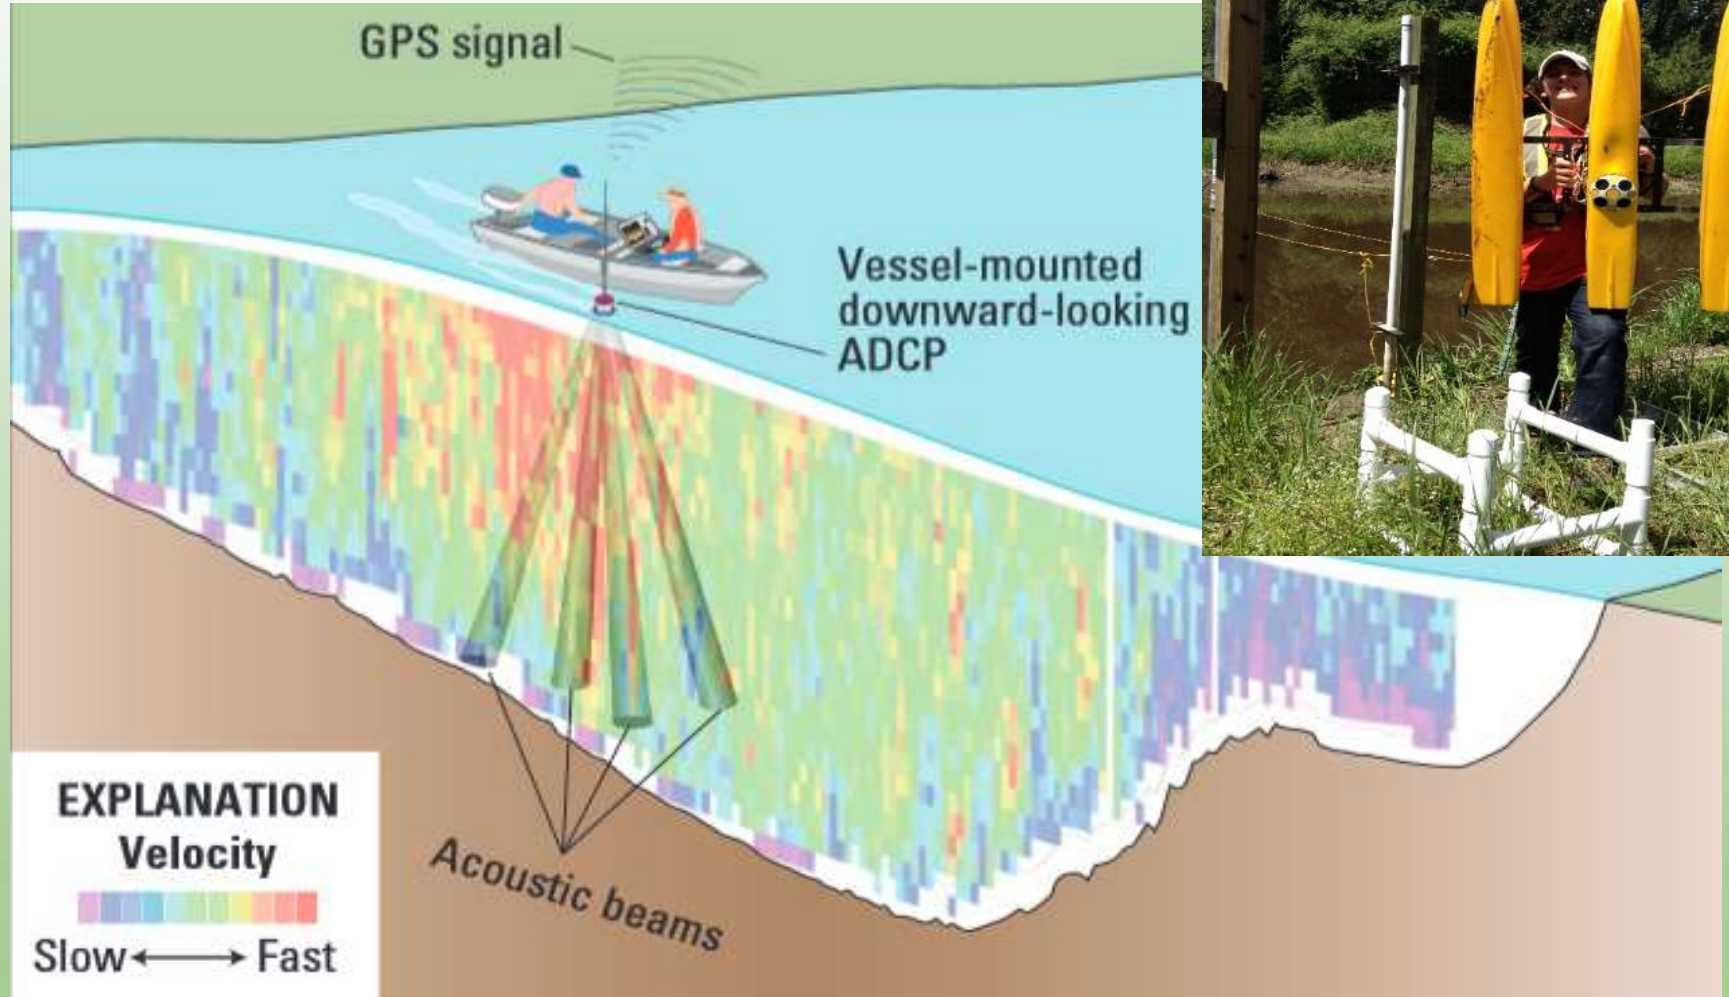 GPS signal
Vessel-mounted
downward-looking
ADCP
Acoustic beams
EXPLANATION
Velocity
Slow
Fast